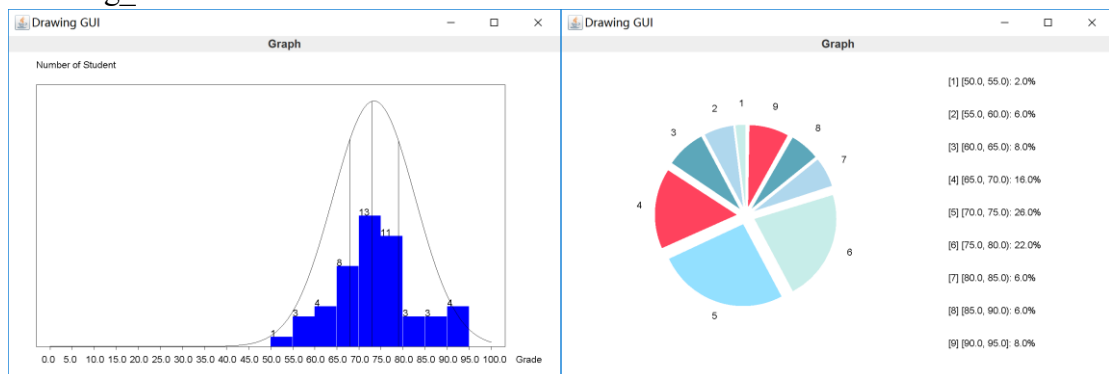 Drawing GUI
Graph
Number of Student
1
3
4
8
13
11
3
3
4
0.0 5.0 10.0 15.0 20.0 25.0 30.0 35.0 40.0 45.0 50.0 55.0 60.0 65.0 70.0 75.0 80.0 85.0 90.0 95.0 100.0 Grade
Drawing GUI
Graph
1
2
3
4
5
6
7
8
9
[1] [50.0, 55.0): 2.0%
[2] [55.0, 60.0): 6.0%
[3] [60.0, 65.0): 8.0%
[4] [65.0, 70.0): 16.0%
[5] [70.0, 75.0): 26.0%
[6] [75.0, 80.0): 22.0%
[7] [80.0, 85.0): 6.0%
[8] [85.0, 90.0): 6.0%
[9] [90.0, 95.0]: 8.0%